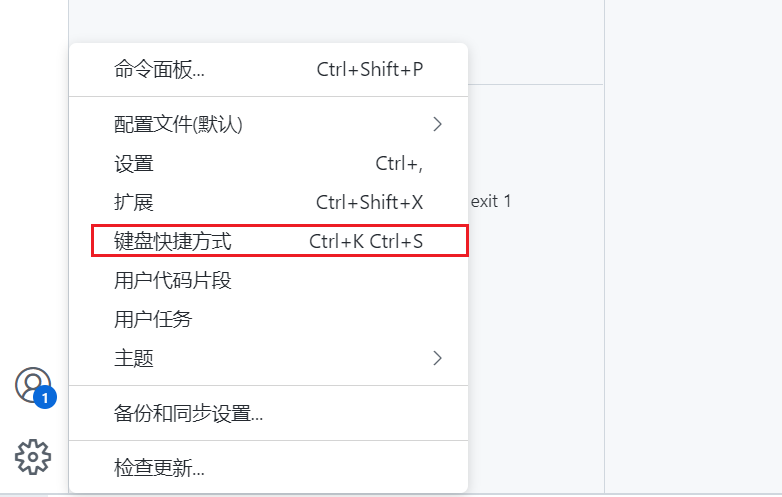 命令面板... Ctrl+Shift+P
配置文件(默认)
设置 Ctrl+,
扩展 Ctrl+Shift+X
exit 1
键盘快捷方式 Ctrl+K Ctrl+S
用户代码片段
用户任务
主题
1
备份和同步设置...
检查更新...